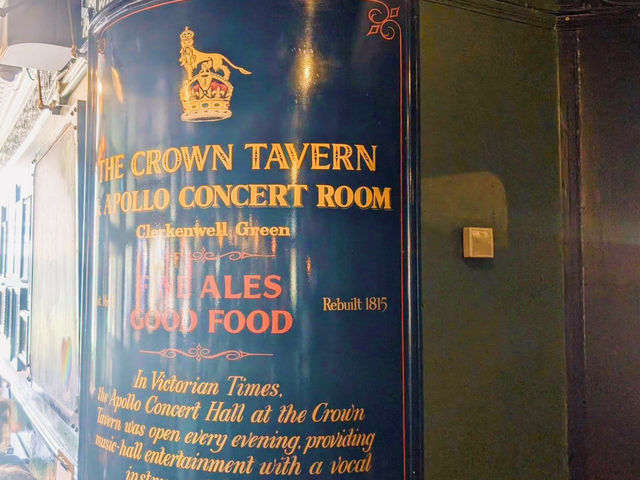 THE CROWN TAVERN
APOLLO CONCERT ROOM
Clerkenwell Green
FINE ALES
GOOD FOOD
Rebuilt 1815
In Victorian Times,
the Apollo Concert Hall at the Crown
Tavern was open every evening, providing
music-hall entertainment with a vocal